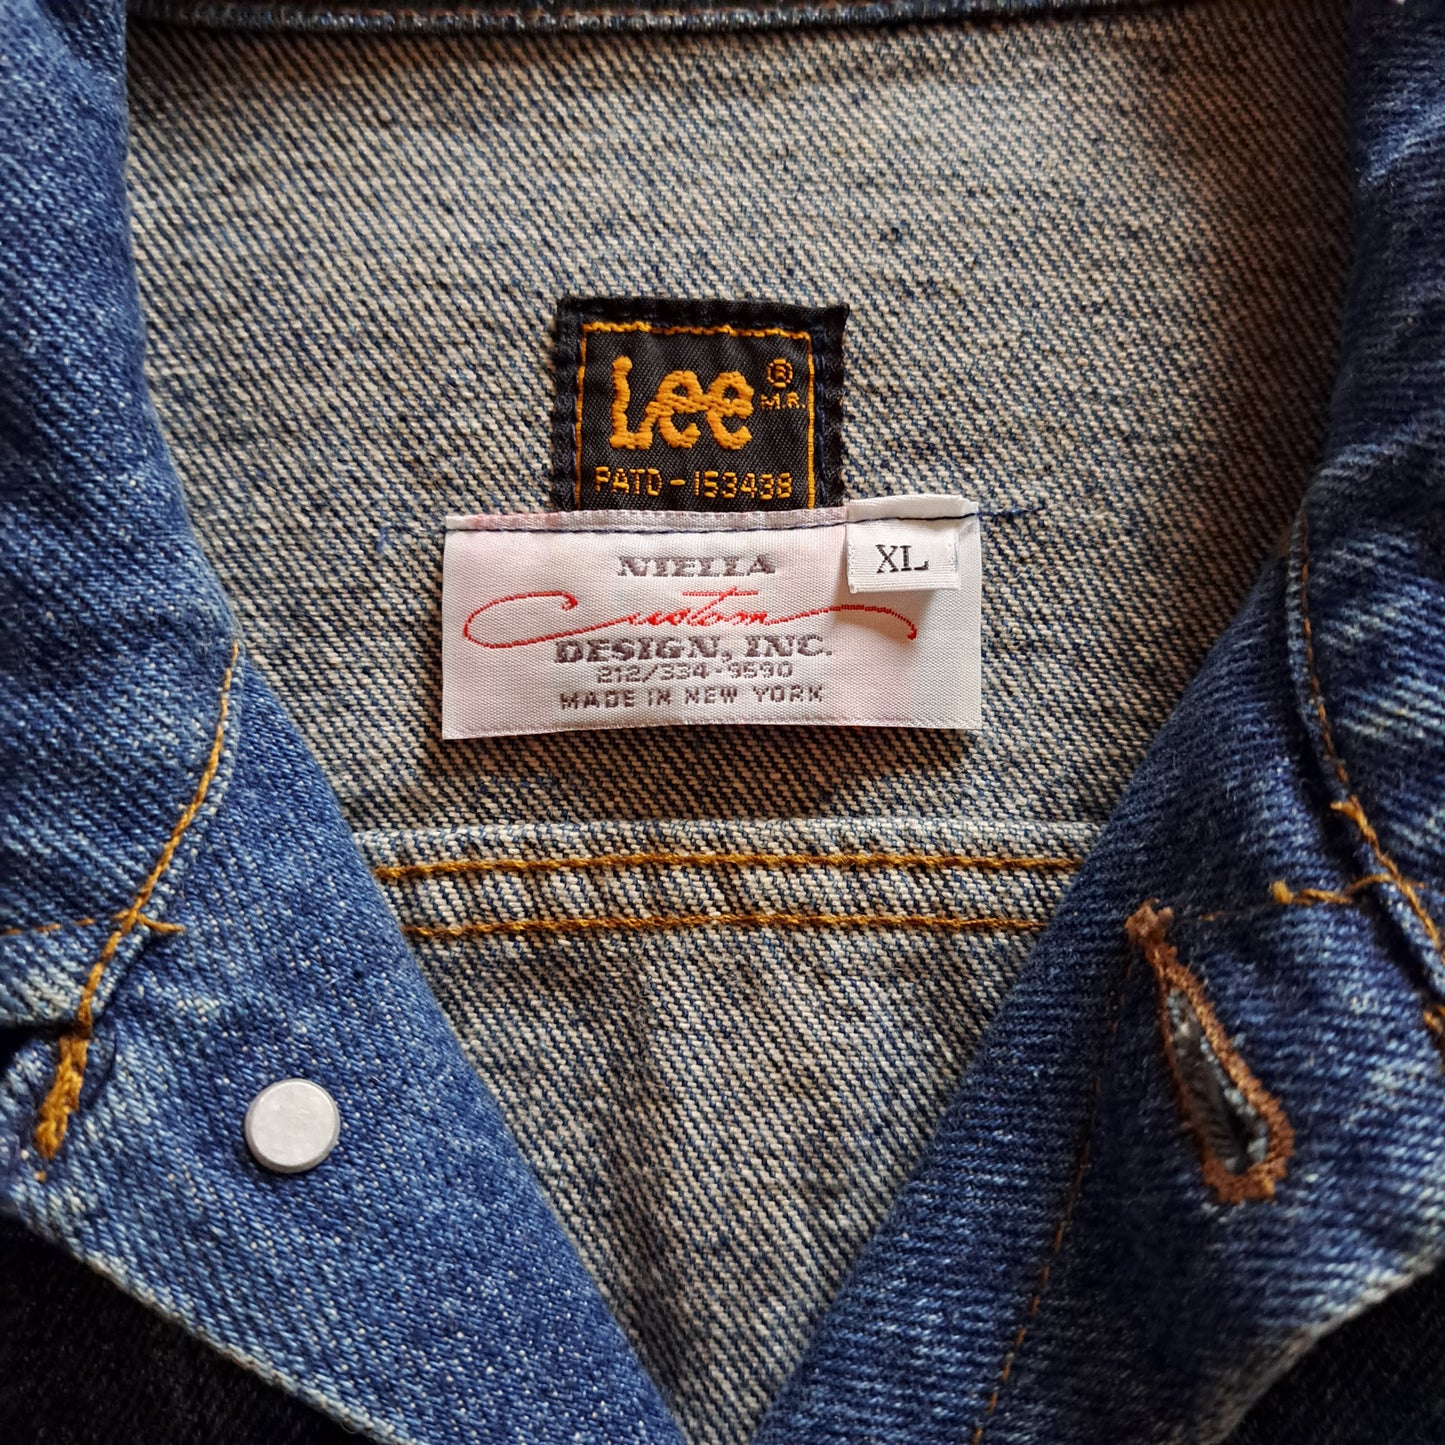 Lee ®
M.R.
PATD-153438
XL
NIELLA
Custom
DESIGN, INC.
212/334-9590
MADE IN NEW YORK